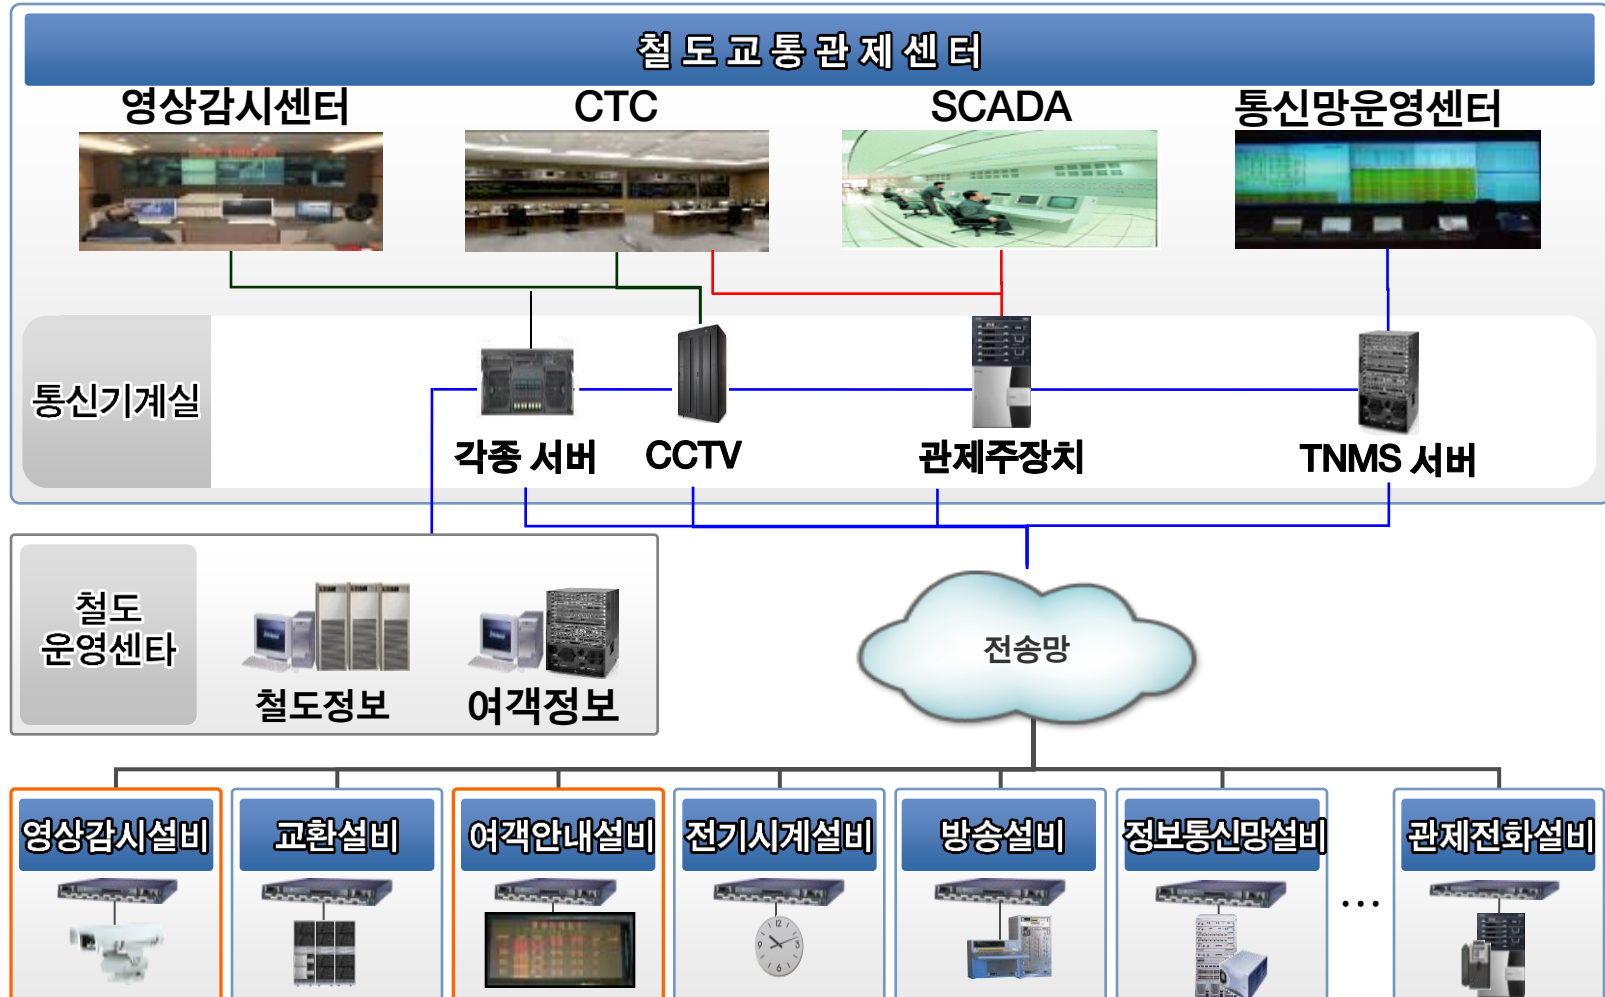 철도교통관제센터
영상감시센터
CTC
SCADA
통신망운영센터
통신기계실
각종 서버
CCTV
관제주장치
TNMS 서버
철도
운영센타
철도정보
여객정보
전송망
영상감시설비
교환설비
여객안내설비
전기시계설비
방송설비
정보통신망설비
...
관제전화설비